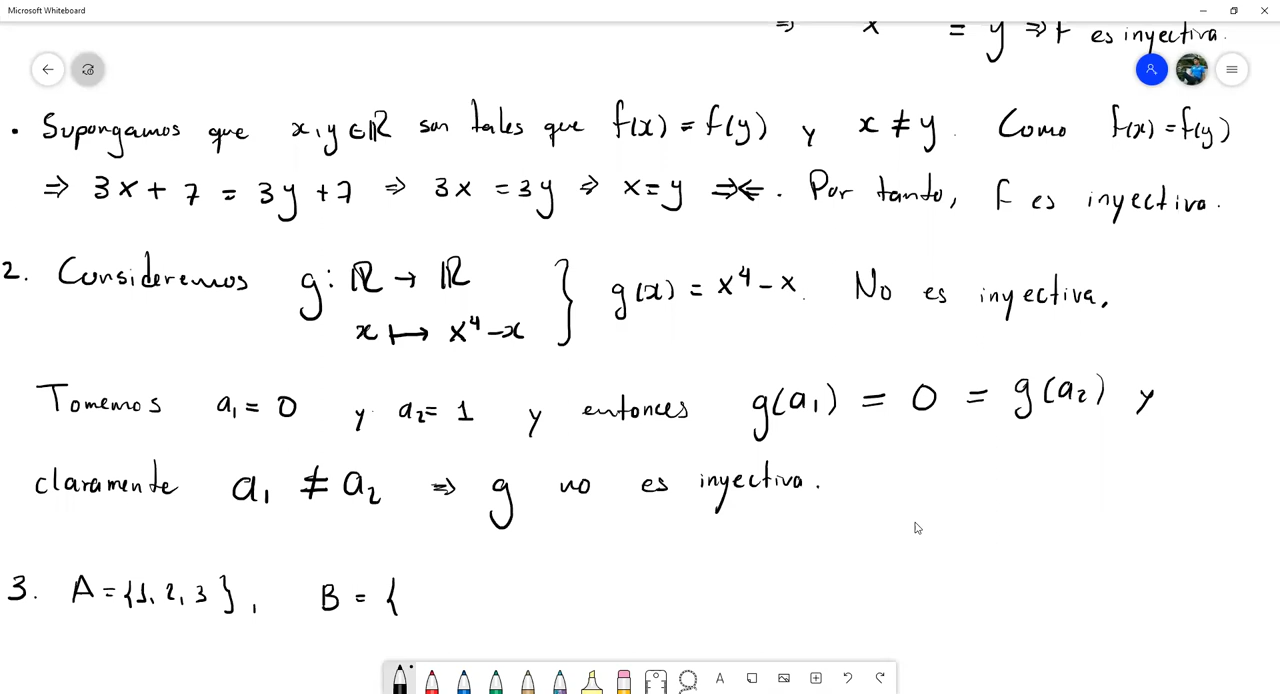 Microsoft Whiteboard
⇒ x = y ⇒ f es inyectiva.
• Supongamos que x, y ∈ ℝ son tales que f(x) = f(y) y x ≠ y. Como f(x) = f(y)
⇒ 3x + 7 = 3y + 7 ⇒ 3x = 3y ⇒ x = y ⇒⇐. Por tanto, f es inyectiva.
2. Consideremos g: ℝ → ℝ } g(x) = x⁴ - x. No es inyectiva.
x ↦ x⁴ - x
Tomemos a₁ = 0 y a₂ = 1 y entonces g(a₁) = 0 = g(a₂) y
claramente a₁ ≠ a₂ ⇒ g no es inyectiva.
3. A = {1, 2, 3}, B = {